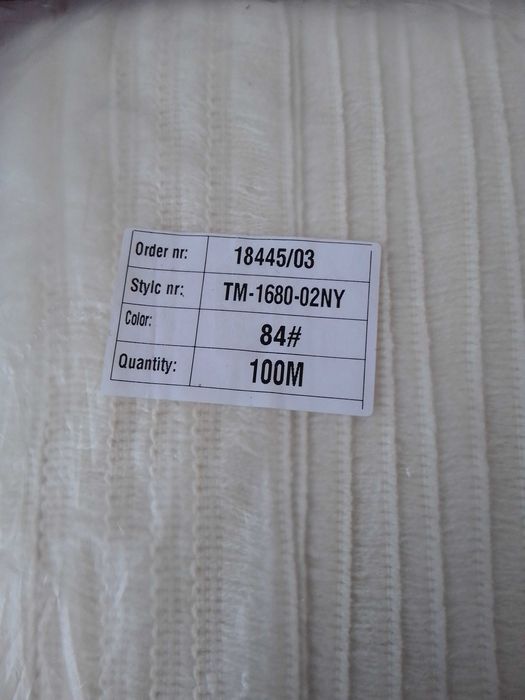 Order nr: 18445/03
Stylc nr: TM-1680-02NY
Color: 84#
Quantity: 100M